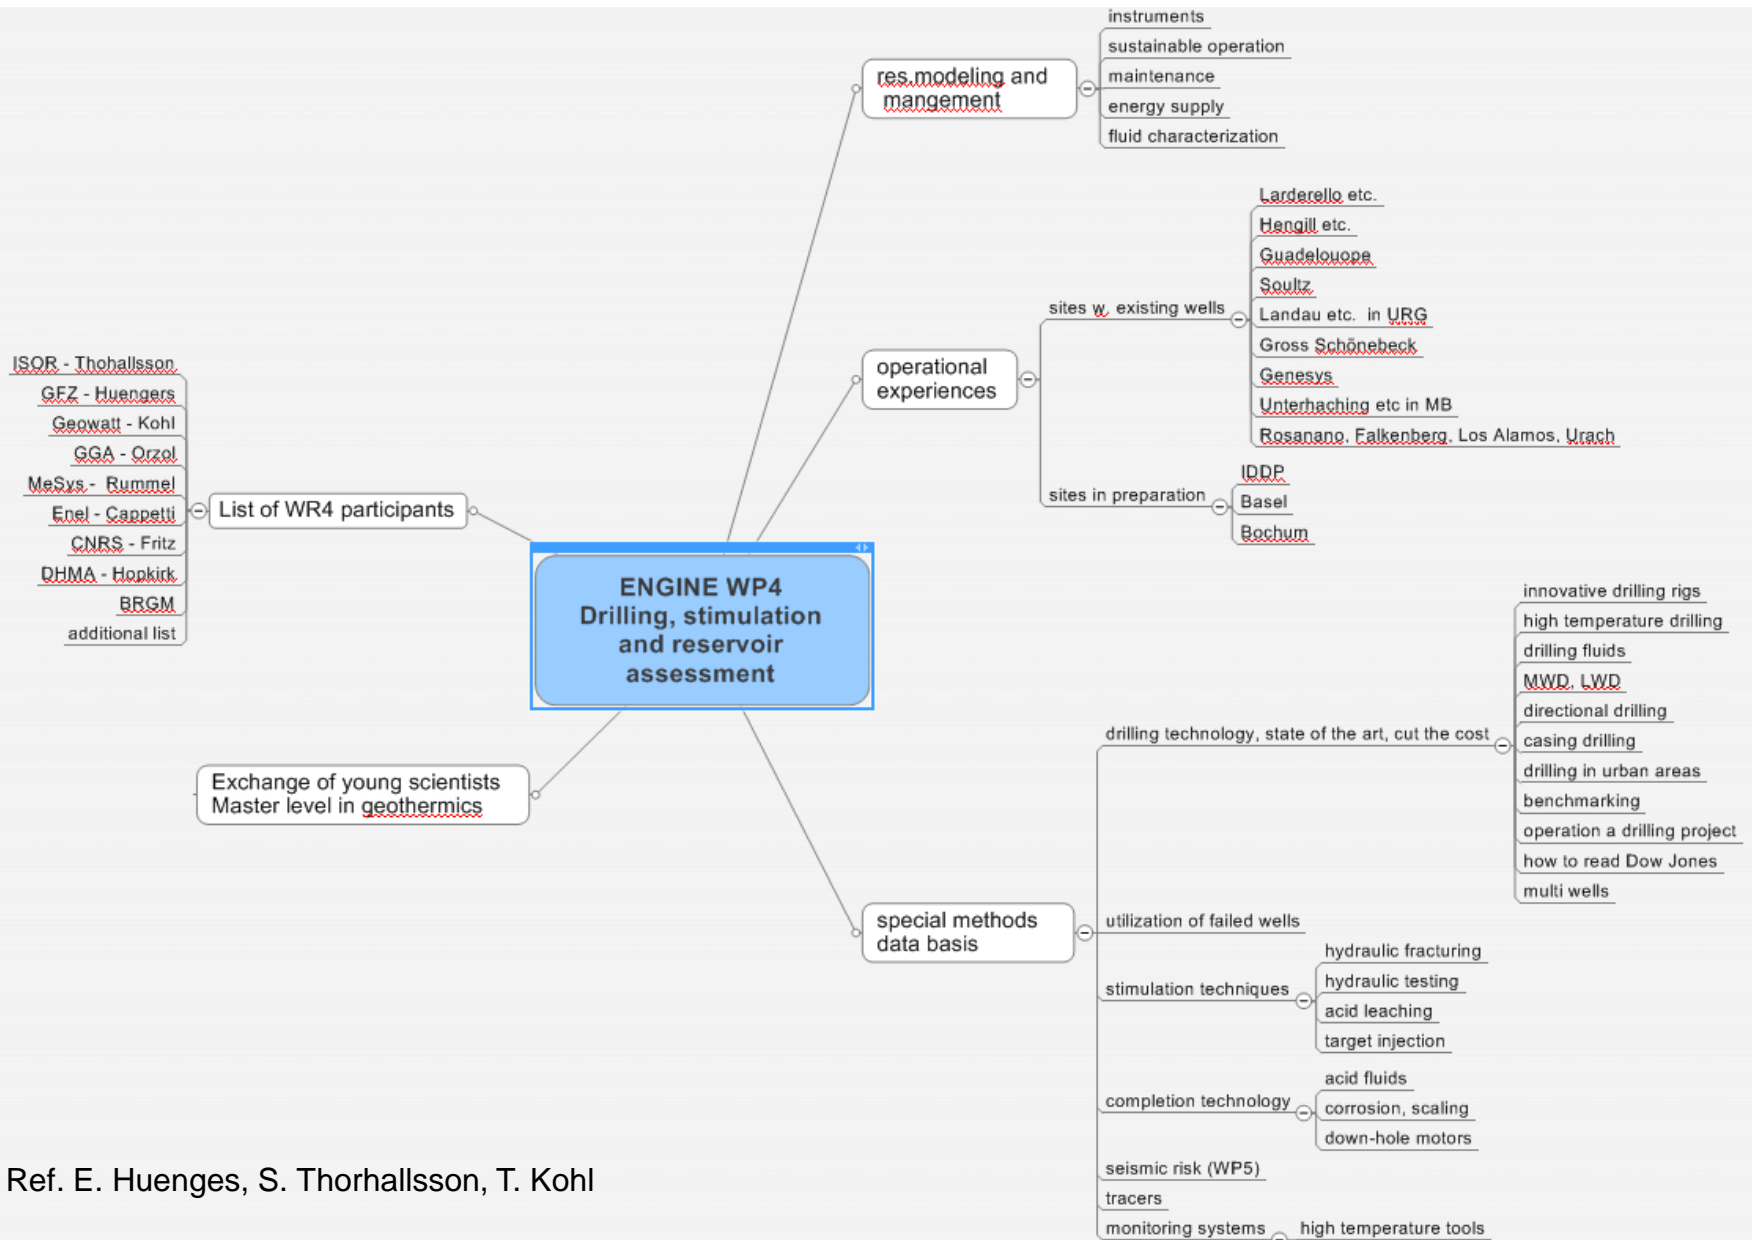 instruments
sustainable operation
res.modeling and
mangement
maintenance
energy supply
fluid characterization
Larderello etc.
Hengill etc.
Guadelouope
Soultz
sites w. existing wells
Landau etc. in URG
Gross Schönebeck
Genesys
Unterhaching etc in MB
Rosanano, Falkenberg, Los Alamos, Urach
operational
experiences
sites in preparation
IDDP
Basel
Bochum
ISOR - Thohallsson
GFZ - Huengers
Geowatt - Kohl
GGA - Orzol
MeSys - Rummel
Enel - Cappetti
CNRS - Fritz
DHMA - Hopkirk
BRGM
additional list
List of WR4 participants
ENGINE WP4
Drilling, stimulation
and reservoir
assessment
Exchange of young scientists
Master level in geothermics
special methods
data basis
drilling technology, state of the art, cut the cost
innovative drilling rigs
high temperature drilling
drilling fluids
MWD, LWD
directional drilling
casing drilling
drilling in urban areas
benchmarking
operation a drilling project
how to read Dow Jones
multi wells
utilization of failed wells
stimulation techniques
hydraulic fracturing
hydraulic testing
acid leaching
target injection
completion technology
acid fluids
corrosion, scaling
down-hole motors
seismic risk (WP5)
tracers
monitoring systems
high temperature tools
Ref. E. Huenges, S. Thorhallsson, T. Kohl